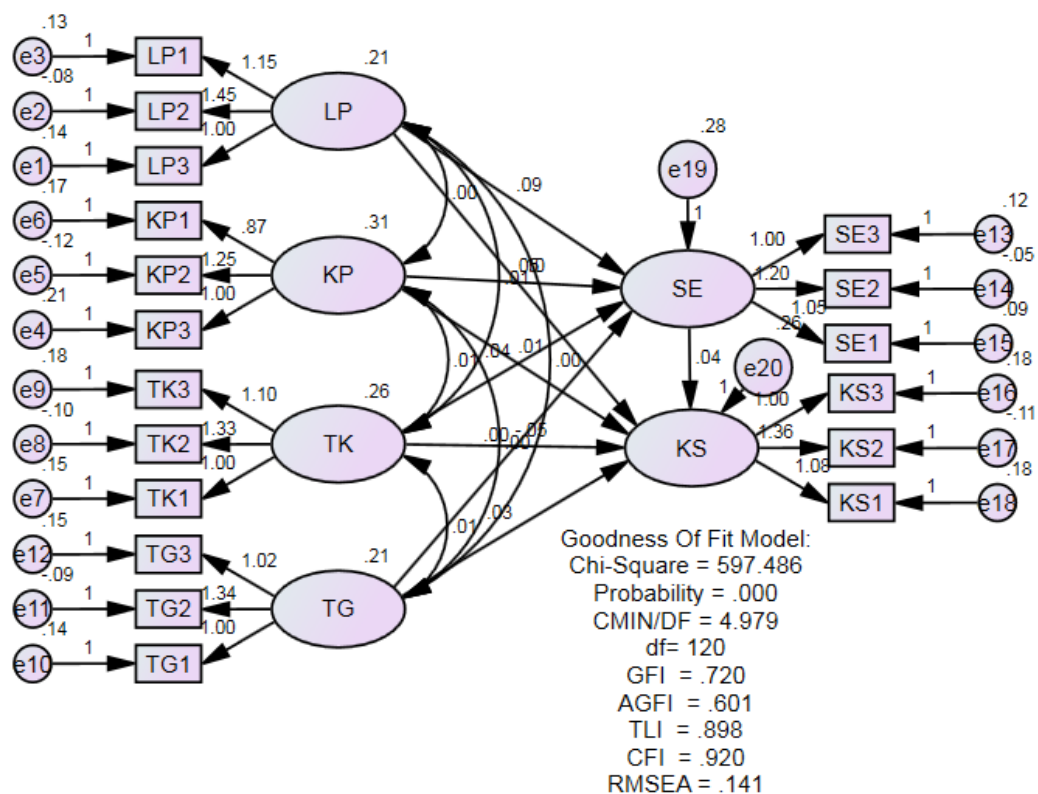 .13
e3 1 LP1 1.15 .21
-.08
e2 1 LP2 1.45 LP
.14
e1 1 LP3 1.00
.17
e6 1 KP1 .87 .31
-.12
e5 1 KP2 1.25 KP
.21
e4 1 KP3 1.00
.18
e9 1 TK3 1.10 .26
-.10
e8 1 TK2 1.33 TK
.15
e7 1 TK1 1.00
.15
e12 1 TG3 1.02 .21
-.09
e11 1 TG2 1.34 TG
.14
e10 1 TG1 1.00
.00 .09
.01
.01 .04 .01 .00
.00 -.05
.01 .03
.28
e19
1
SE
.04
.26
e20
1
KS
.12
1.00 SE3 1 e13
-.05
1.20 SE2 1 e14
.09
1.05 SE1 1 e15
.18
1.00 KS3 1 e16
-.11
1.36 KS2 1 e17
.18
1.08 KS1 1 e18
Goodness Of Fit Model:
Chi-Square = 597.486
Probability = .000
CMIN/DF = 4.979
df= 120
GFI = .720
AGFI = .601
TLI = .898
CFI = .920
RMSEA = .141